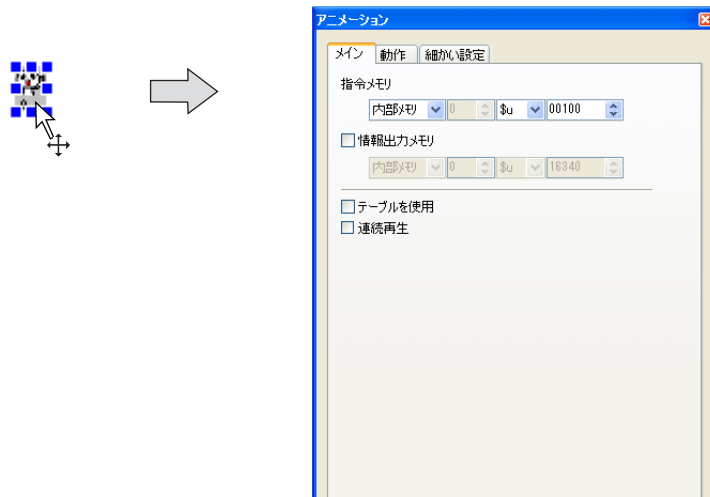 アニメーション
メイン 動作 細かい設定
指令メモリ
内部メモリ 0 $u 00100
情報出力メモリ
内部メモリ 0 $u 16340
テーブルを使用
連続再生